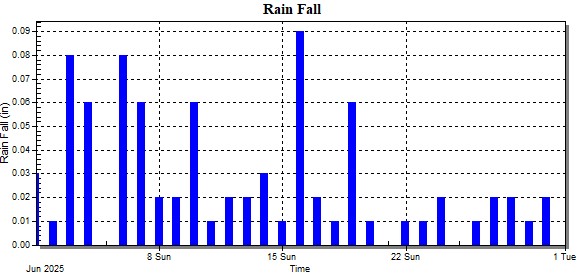 Rain Fall
0.09
0.08
0.07
0.06
0.05
0.04
0.03
0.02
0.01
0.00
Rain Fall (in)
8 Sun
15 Sun
22 Sun
1 Tue
Jun 2025
Time